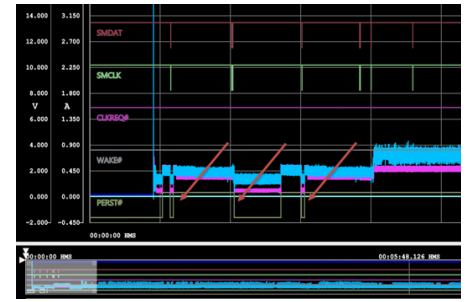 14.000 3.150
SMDAT
12.000 2.700
SMCLK
10.000 2.250
8.000 1.800
V A
CLKREQ#
6.000 1.350
4.000 0.900
WAKE#
2.000 0.450
0.000 0.000
PERST#
-2.000 -0.450
00:00:00 HMS
00:00:00 HMS 00:05:48.126 HMS